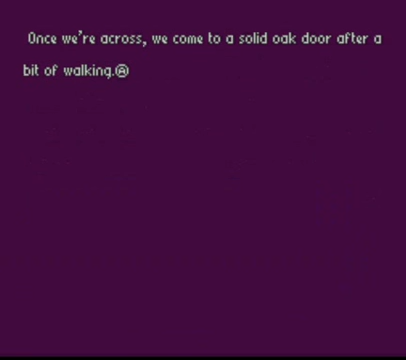 Once we're across, we come to a solid oak door after a
bit of walking.